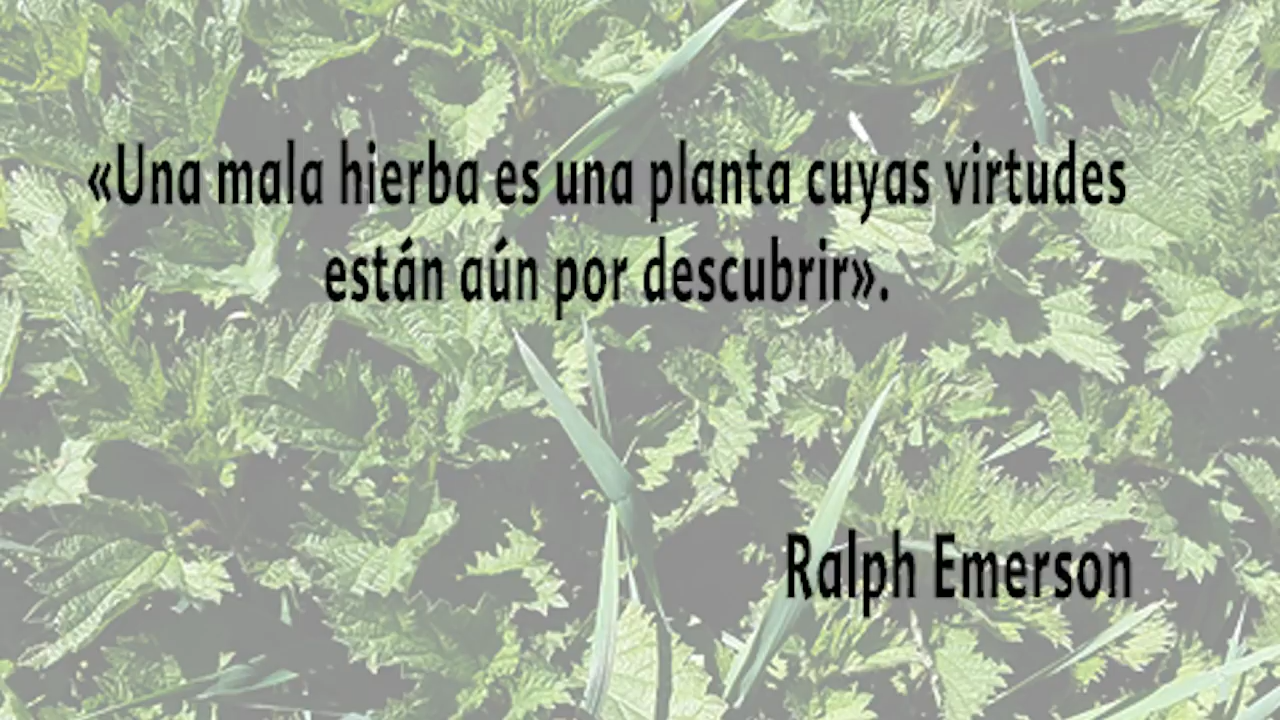 «Una mala hierba es una planta cuyas virtudes
están aún por descubrir».
Ralph Emerson